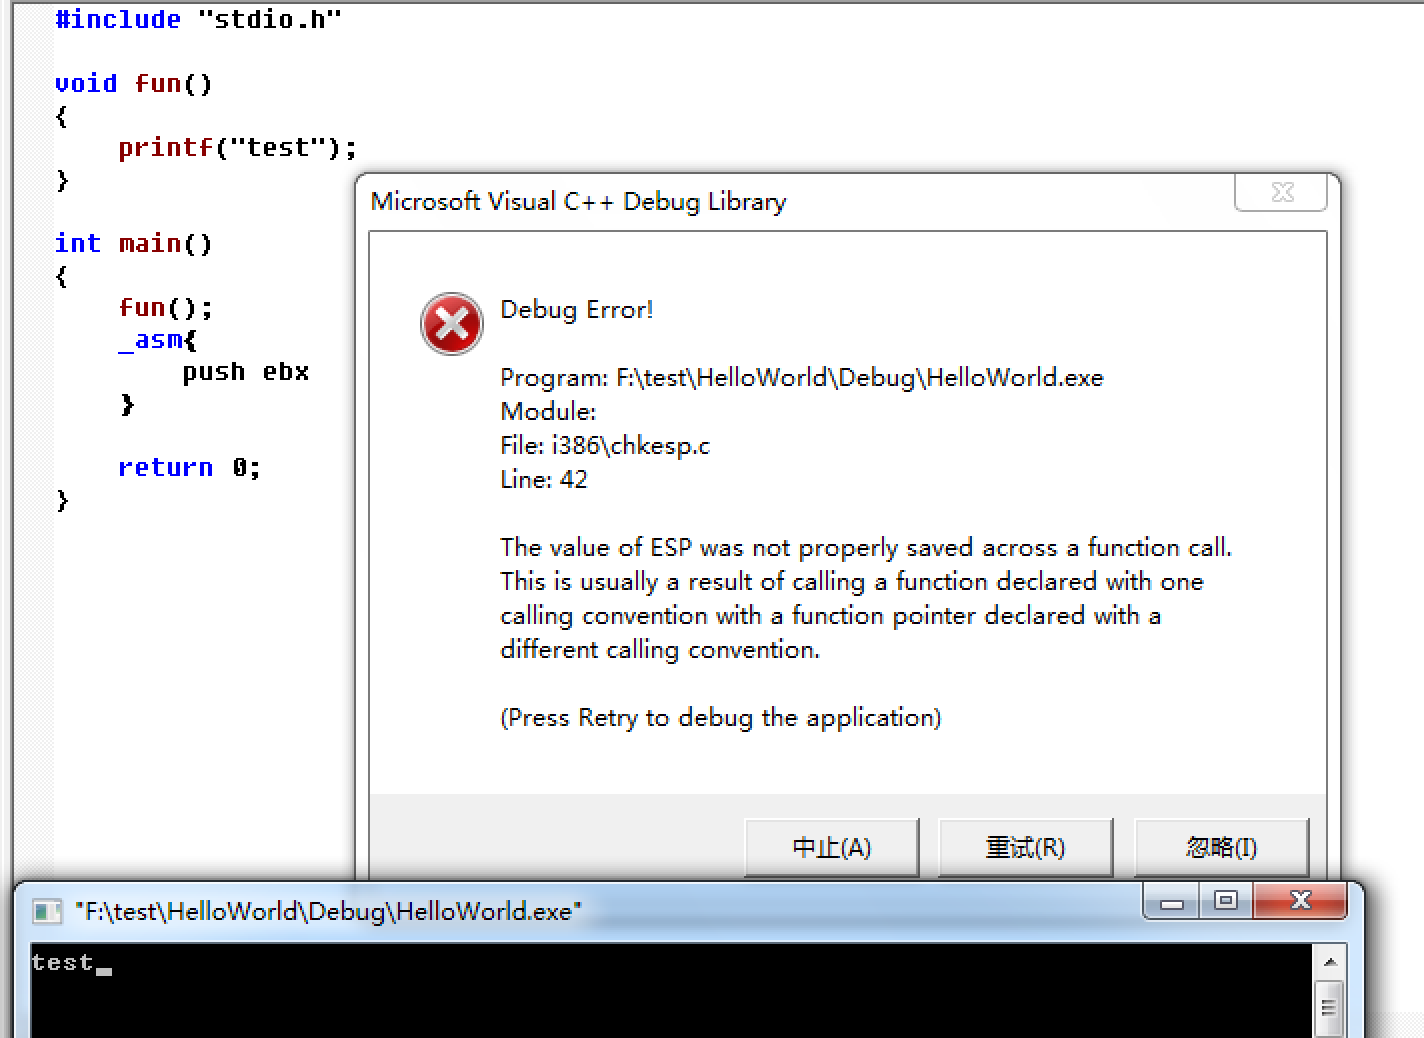 #include "stdio.h"
void fun()
{
printf("test");
}
int main()
{
fun();
_asm{
push ebx
}
return 0;
}
Microsoft Visual C++ Debug Library
Debug Error!
Program: F:\test\HelloWorld\Debug\HelloWorld.exe
Module:
File: i386\chkesp.c
Line: 42
The value of ESP was not properly saved across a function call.
This is usually a result of calling a function declared with one
calling convention with a function pointer declared with a
different calling convention.
(Press Retry to debug the application)
中止(A) 重试(R) 忽略(I)
"F:\test\HelloWorld\Debug\HelloWorld.exe"
test_